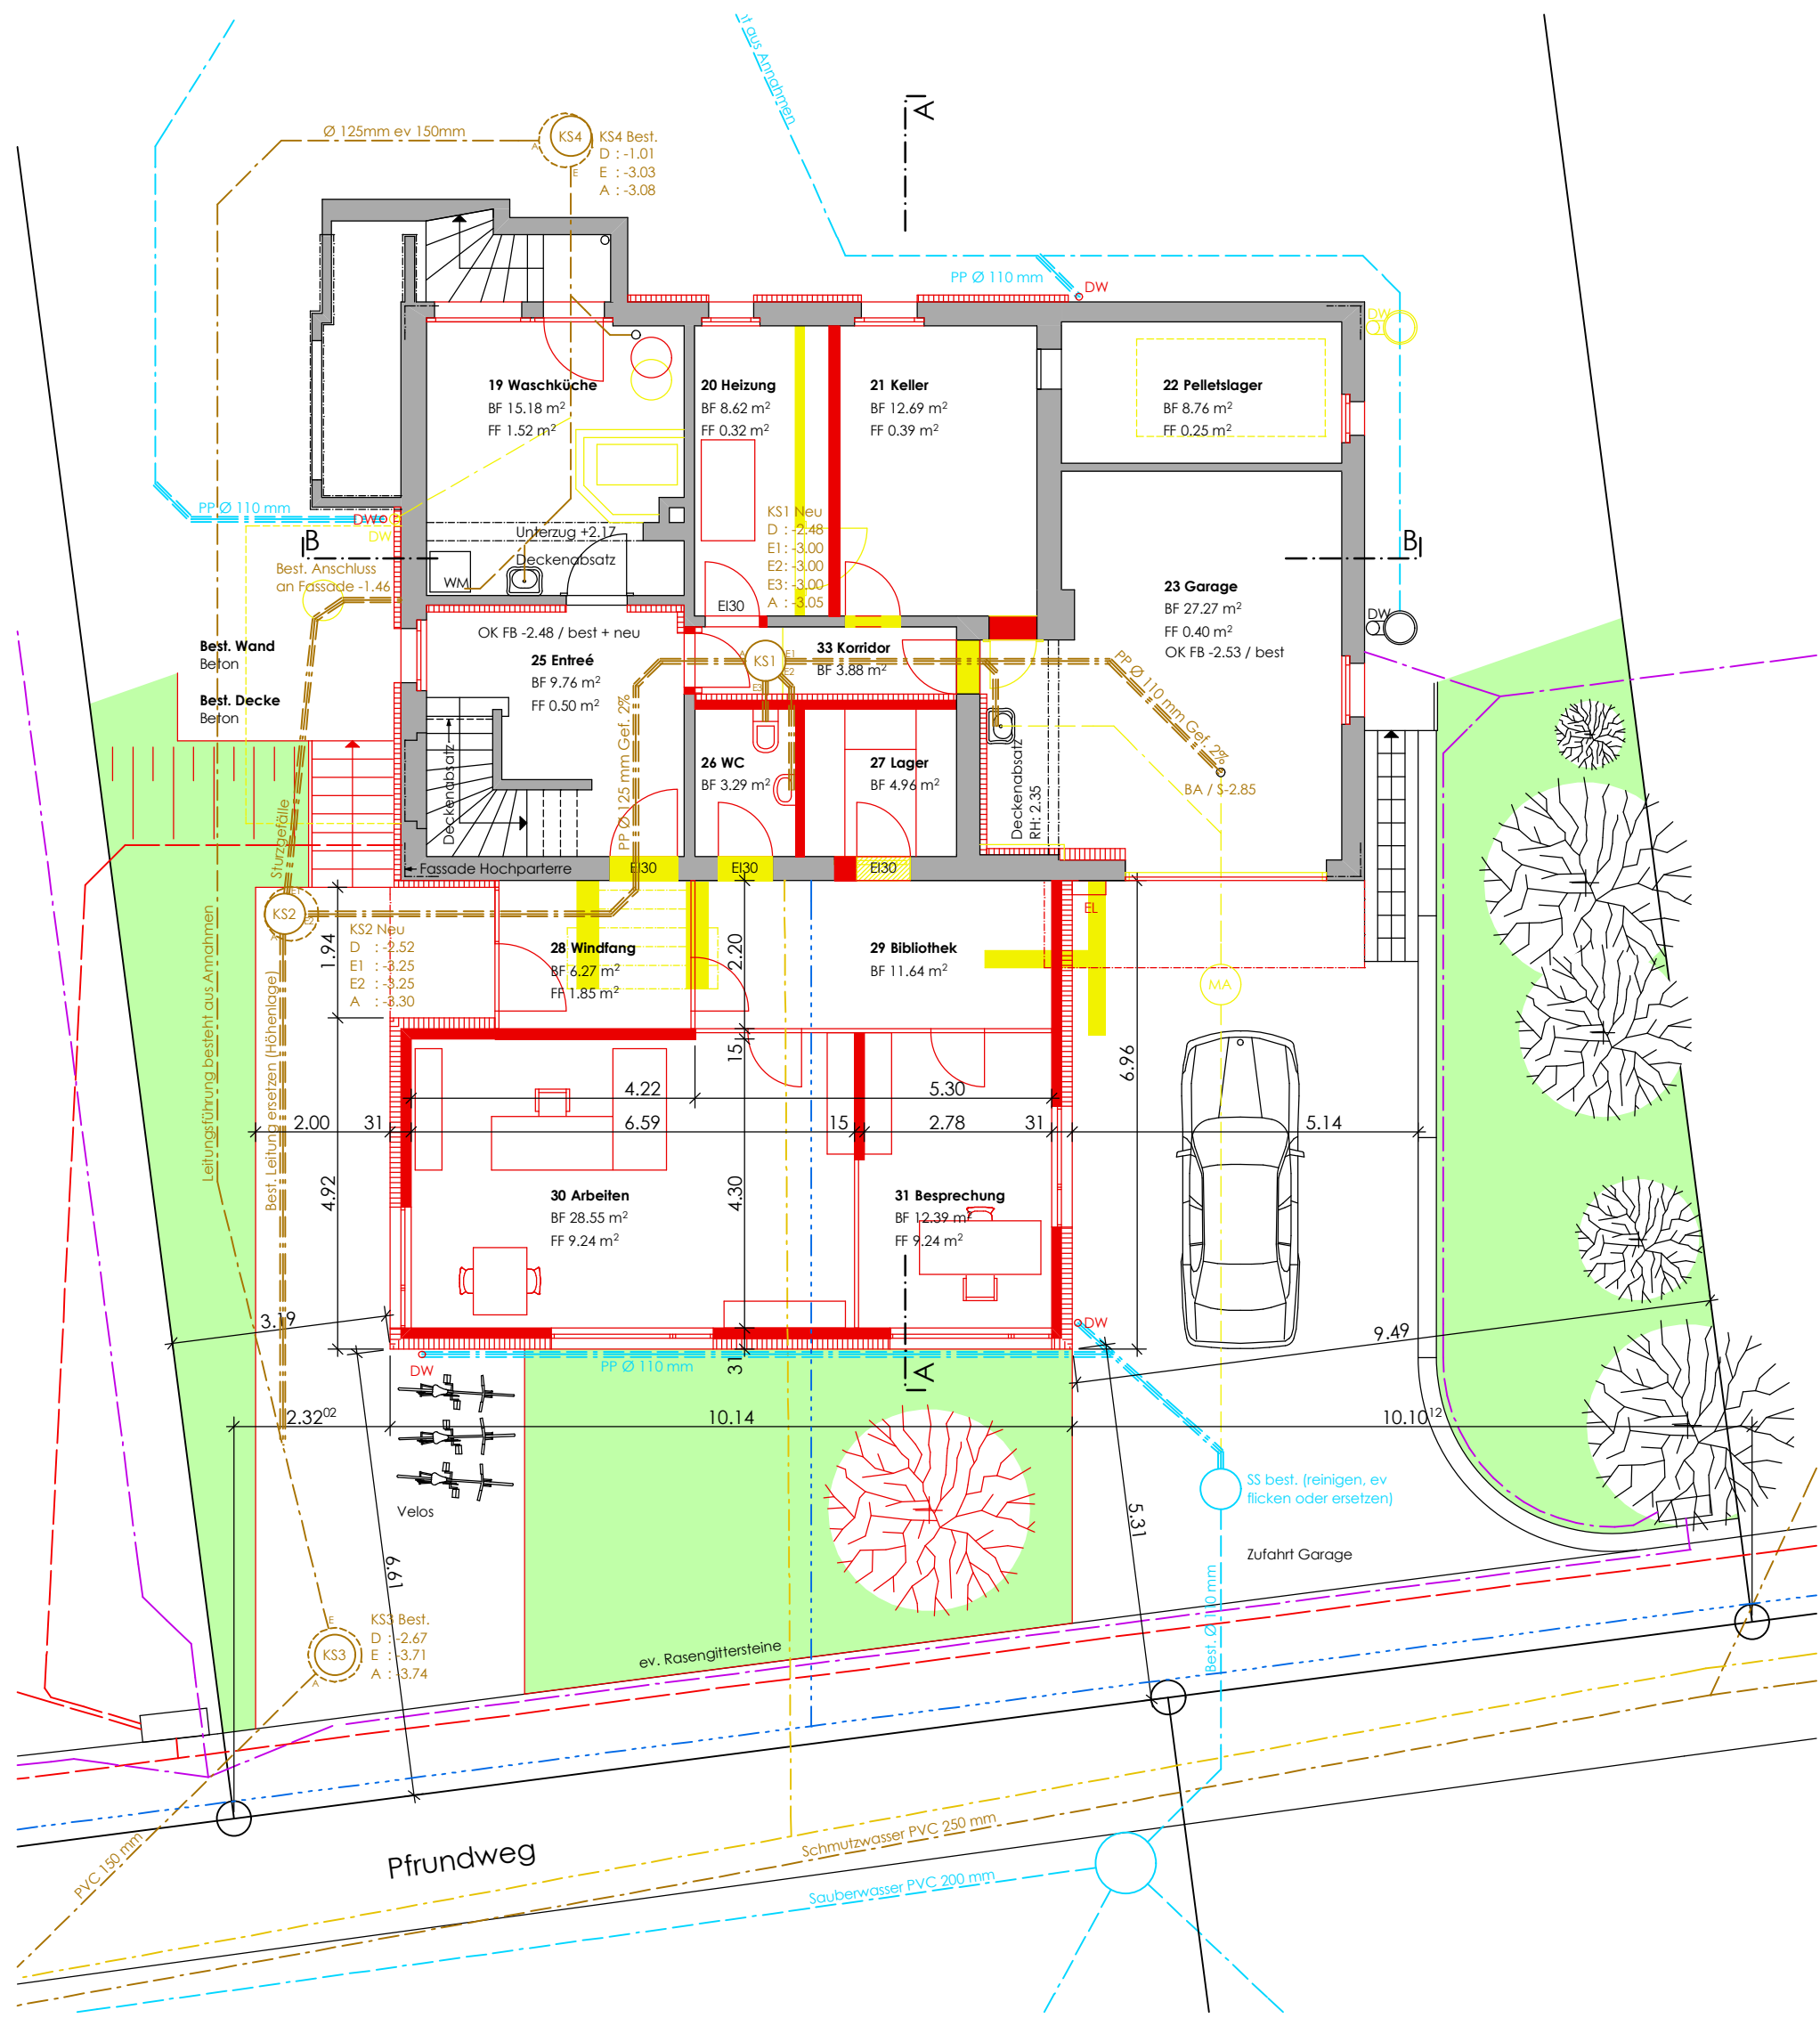 nt aus Annahmen
Ø 125mm ev 150mm
KS4
A
E
KS4 Best.
D : -1.01
E : -3.03
A : -3.08
A
PP Ø 110 mm
DW
DW
19 Waschküche
BF 15.18 m²
FF 1.52 m²
20 Heizung
BF 8.62 m²
FF 0.32 m²
21 Keller
BF 12.69 m²
FF 0.39 m²
22 Pelletslager
BF 8.76 m²
FF 0.25 m²
PP Ø 110 mm
DW
DW
B
Best. Anschluss
an Fassade -1.46
Unterzug +2.17
Deckenabsatz
WM
KS1 Neu
D : -2.48
E1 : -3.00
E2 : -3.00
E3 : -3.00
A : -3.05
EI30
B
23 Garage
BF 27.27 m²
FF 0.40 m²
OK FB -2.53 / best
DW
OK FB -2.48 / best + neu
Best. Wand
Beton
Best. Decke
Beton
25 Entreé
BF 9.76 m²
FF 0.50 m²
A
KS1
E1
E2
E3
33 Korridor
BF 3.88 m²
PP Ø 110 mm Gef. 2%
PP Ø 125 mm Gef. 2%
Deckenabsatz
26 WC
BF 3.29 m²
27 Lager
BF 4.96 m²
Deckenabsatz
RH: 2.35
BA / S-2.85
Sturzgefälle
Fassade Hochparterre
EI30
EI30
EI30
EL
KS2
E1
KS2 Neu
D : -2.52
E1 : -3.25
E2 : -3.25
A : -3.30
1.94
28 Windfang
BF 6.27 m²
FF 1.85 m²
2.20
29 Bibliothek
BF 11.64 m²
MA
Leitungsführung besteht aus Annahmen
Best. Leitung ersetzen (Höhenlage)
15
6.96
4.22
5.30
2.00
31
6.59
15
2.78
31
5.14
4.92
4.30
30 Arbeiten
BF 28.55 m²
FF 9.24 m²
31 Besprechung
BF 12.39 m²
FF 9.24 m²
3.19
DW
9.49
DW
PP Ø 110 mm
31
A
2.32⁰²
10.14
10.10¹²
Velos
SS best. (reinigen, ev
flicken oder ersetzen)
5.31
Zufahrt Garage
6.61
Best. Ø 110 mm
E
KS3
A
KS3 Best.
D : -2.67
E : -3.71
A : -3.74
ev. Rasengittersteine
PVC 150 mm
Pfrundweg
Schmutzwasser PVC 250 mm
Sauberwasser PVC 200 mm